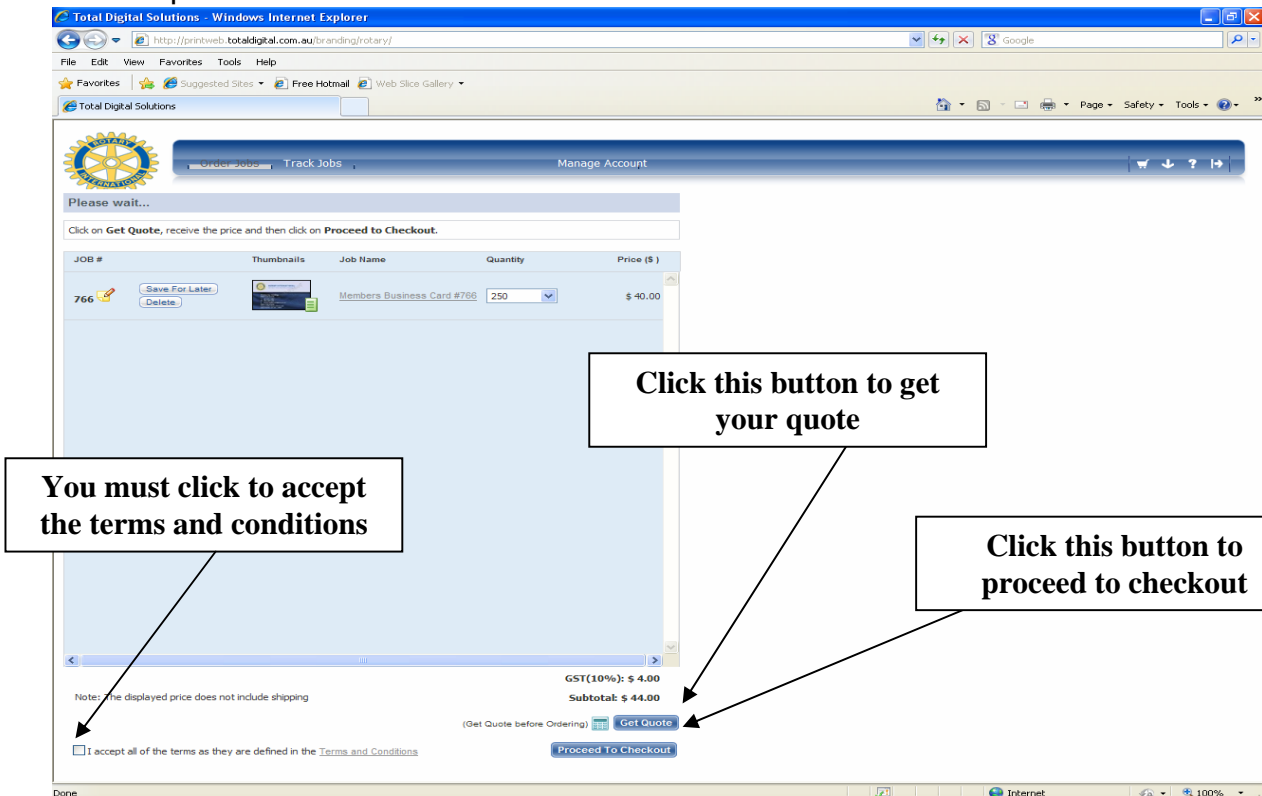 Total Digital Solutions - Windows Internet Explorer
http://printweb.totaldigital.com.au/branding/rotary/
Google
File Edit View Favorites Tools Help
Favorites Suggested Sites Free Hotmail Web Slice Gallery
Total Digital Solutions
Page Safety Tools
ROTARY
INTERNATIONAL
Order Jobs Track Jobs Manage Account
Please wait...
Click on Get Quote, receive the price and then click on Proceed to Checkout.
JOB # Thumbnails Job Name Quantity Price ($ )
766 Save For Later Delete Members Business Card #766 250 $ 40.00
Click this button to get
your quote
You must click to accept
the terms and conditions
Click this button to
proceed to checkout
GST(10%): $ 4.00
Note: The displayed price does not include shipping Subtotal: $ 44.00
(Get Quote before Ordering) Get Quote
I accept all of the terms as they are defined in the Terms and Conditions Proceed To Checkout
Done Internet 100%